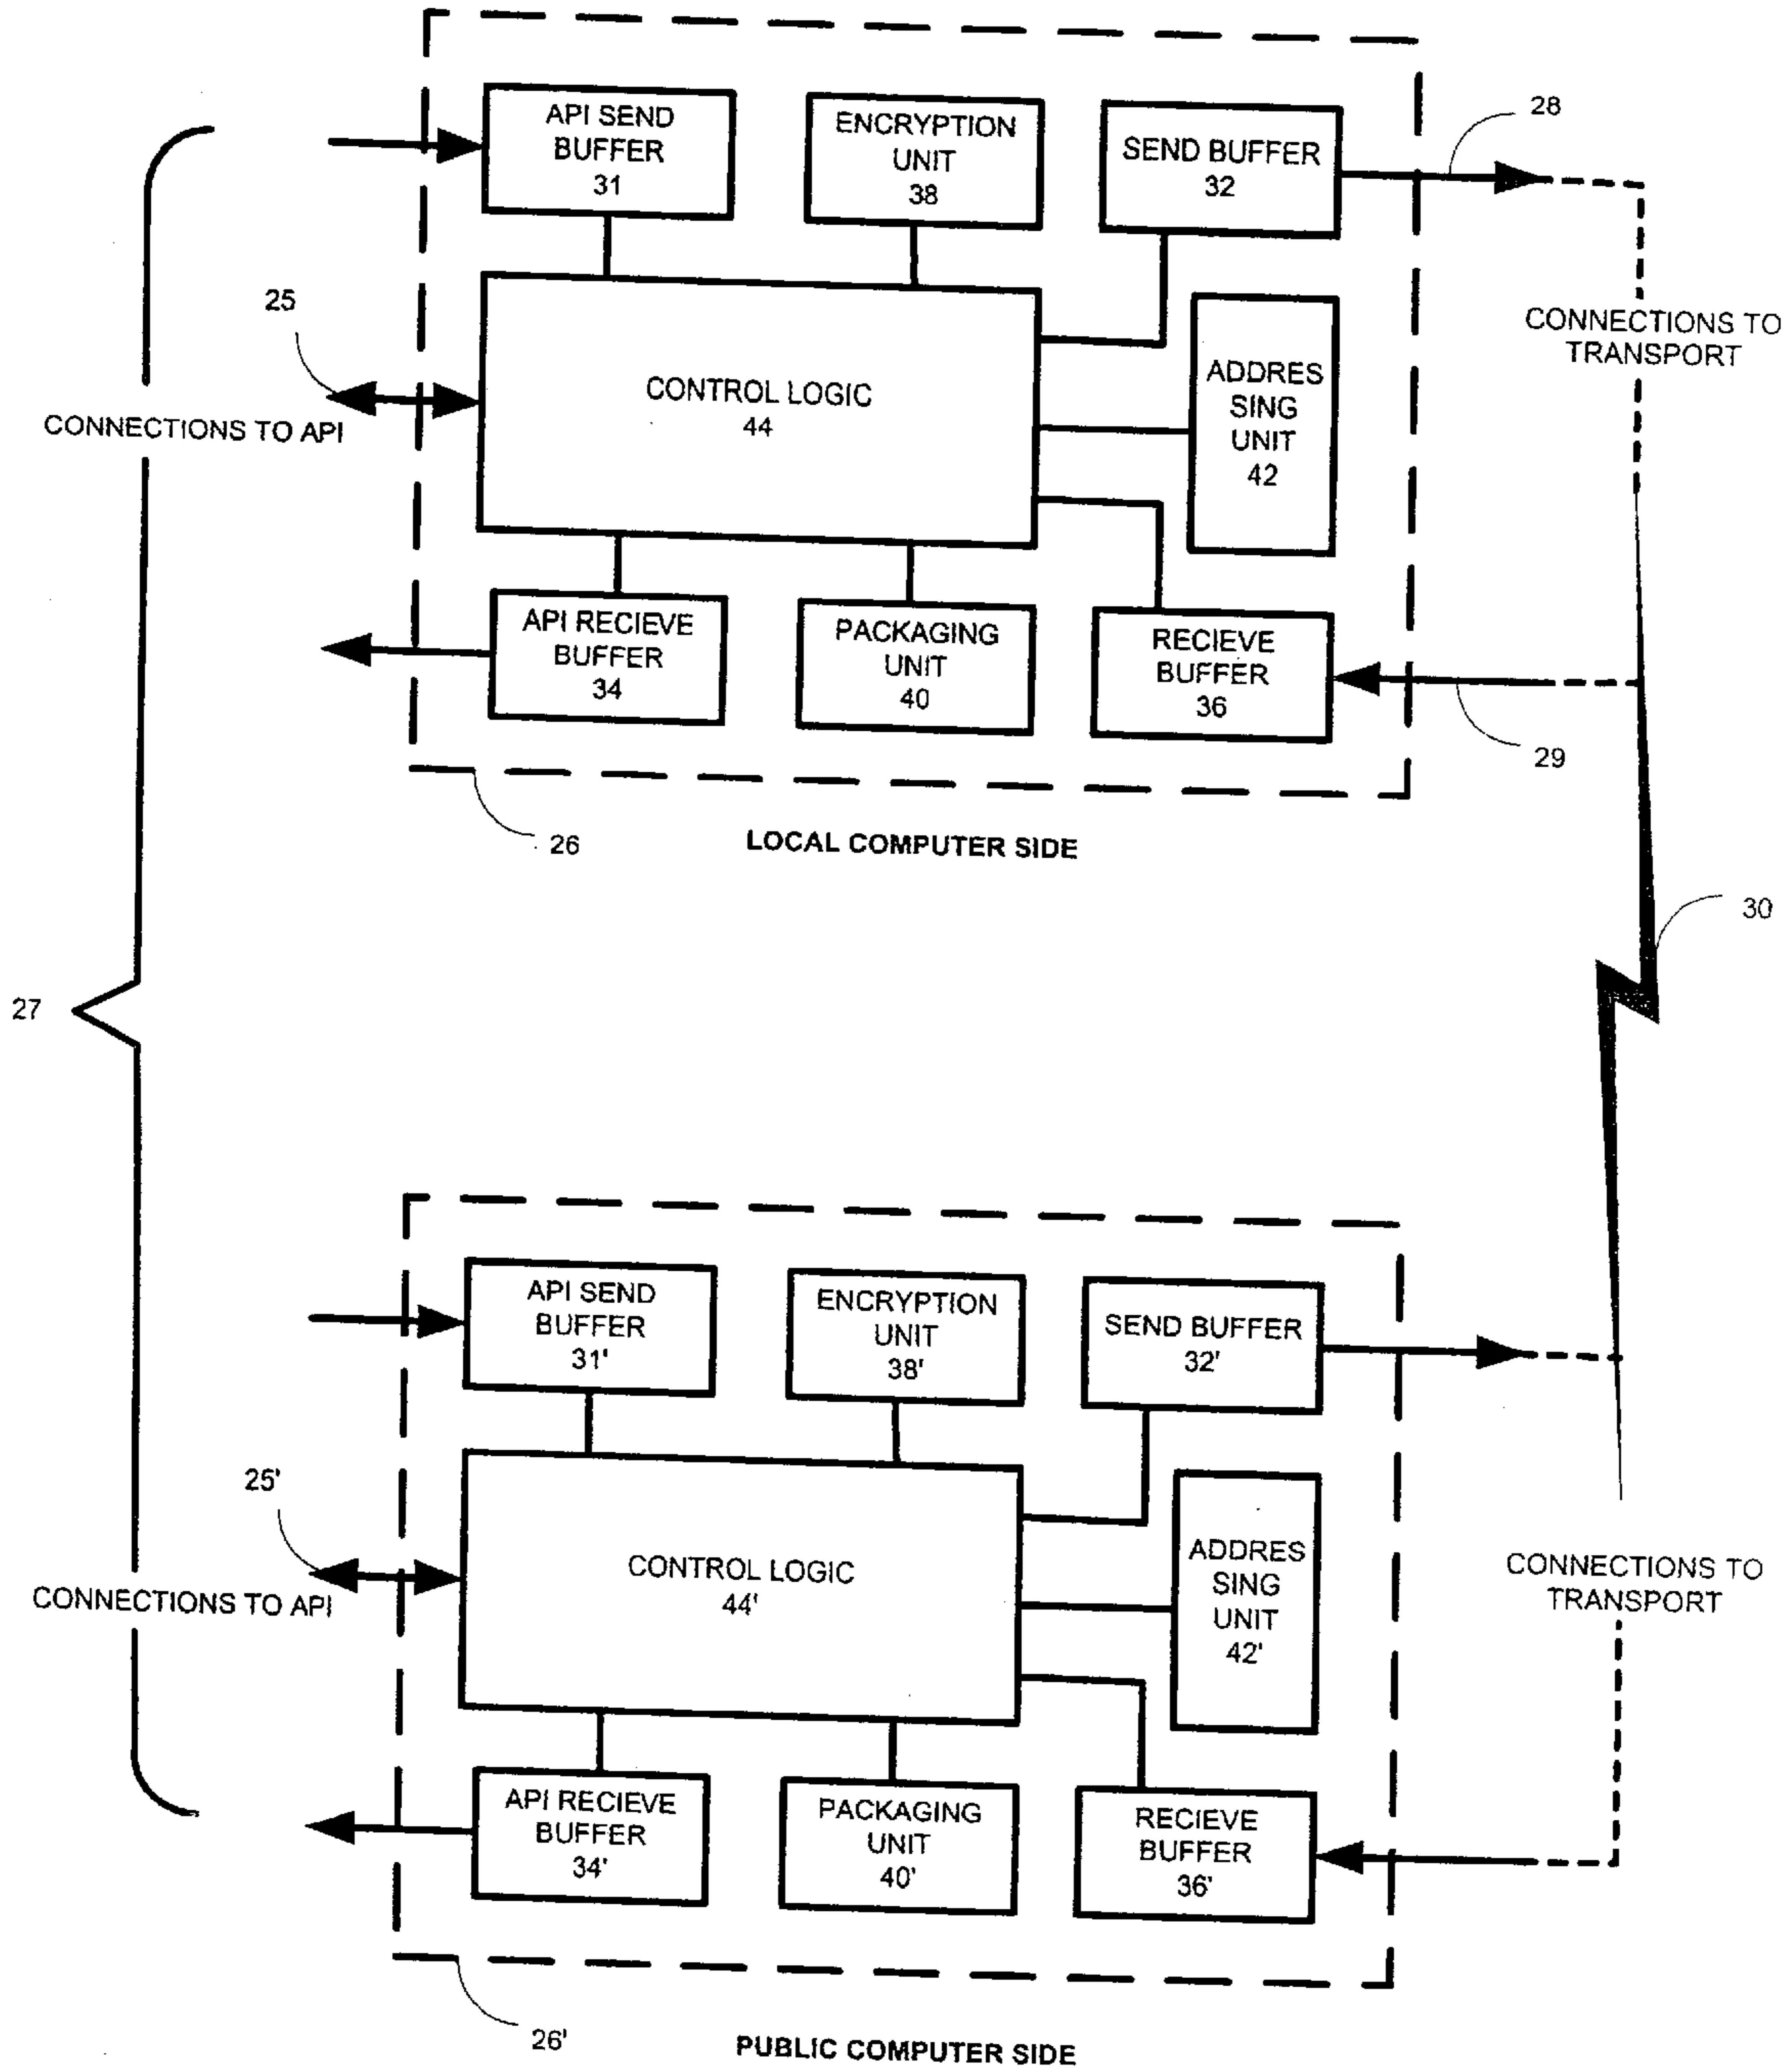 API SEND
BUFFER
31
ENCRYPTION
UNIT
38
SEND BUFFER
32
28
25
CONNECTIONS TO API
CONTROL LOGIC
44
ADDRES
SING
UNIT
42
CONNECTIONS TO
TRANSPORT
API RECIEVE
BUFFER
34
PACKAGING
UNIT
40
RECIEVE
BUFFER
36
29
26
LOCAL COMPUTER SIDE
30
27
API SEND
BUFFER
31'
ENCRYPTION
UNIT
38'
SEND BUFFER
32'
25'
CONNECTIONS TO API
CONTROL LOGIC
44'
ADDRES
SING
UNIT
42'
CONNECTIONS TO
TRANSPORT
API RECIEVE
BUFFER
34'
PACKAGING
UNIT
40'
RECIEVE
BUFFER
36'
26'
PUBLIC COMPUTER SIDE